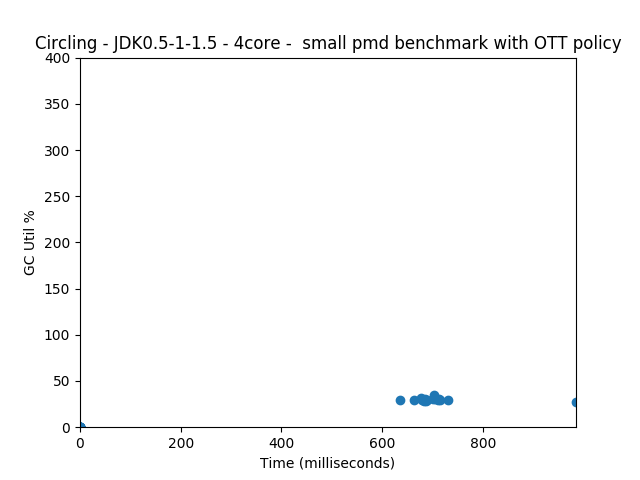 Circling - JDK0.5-1-1.5 - 4core -  small pmd benchmark with OTT policy
400
350
300
250
200
150
100
50
0
GC Util %
0 200 400 600 800
Time (milliseconds)